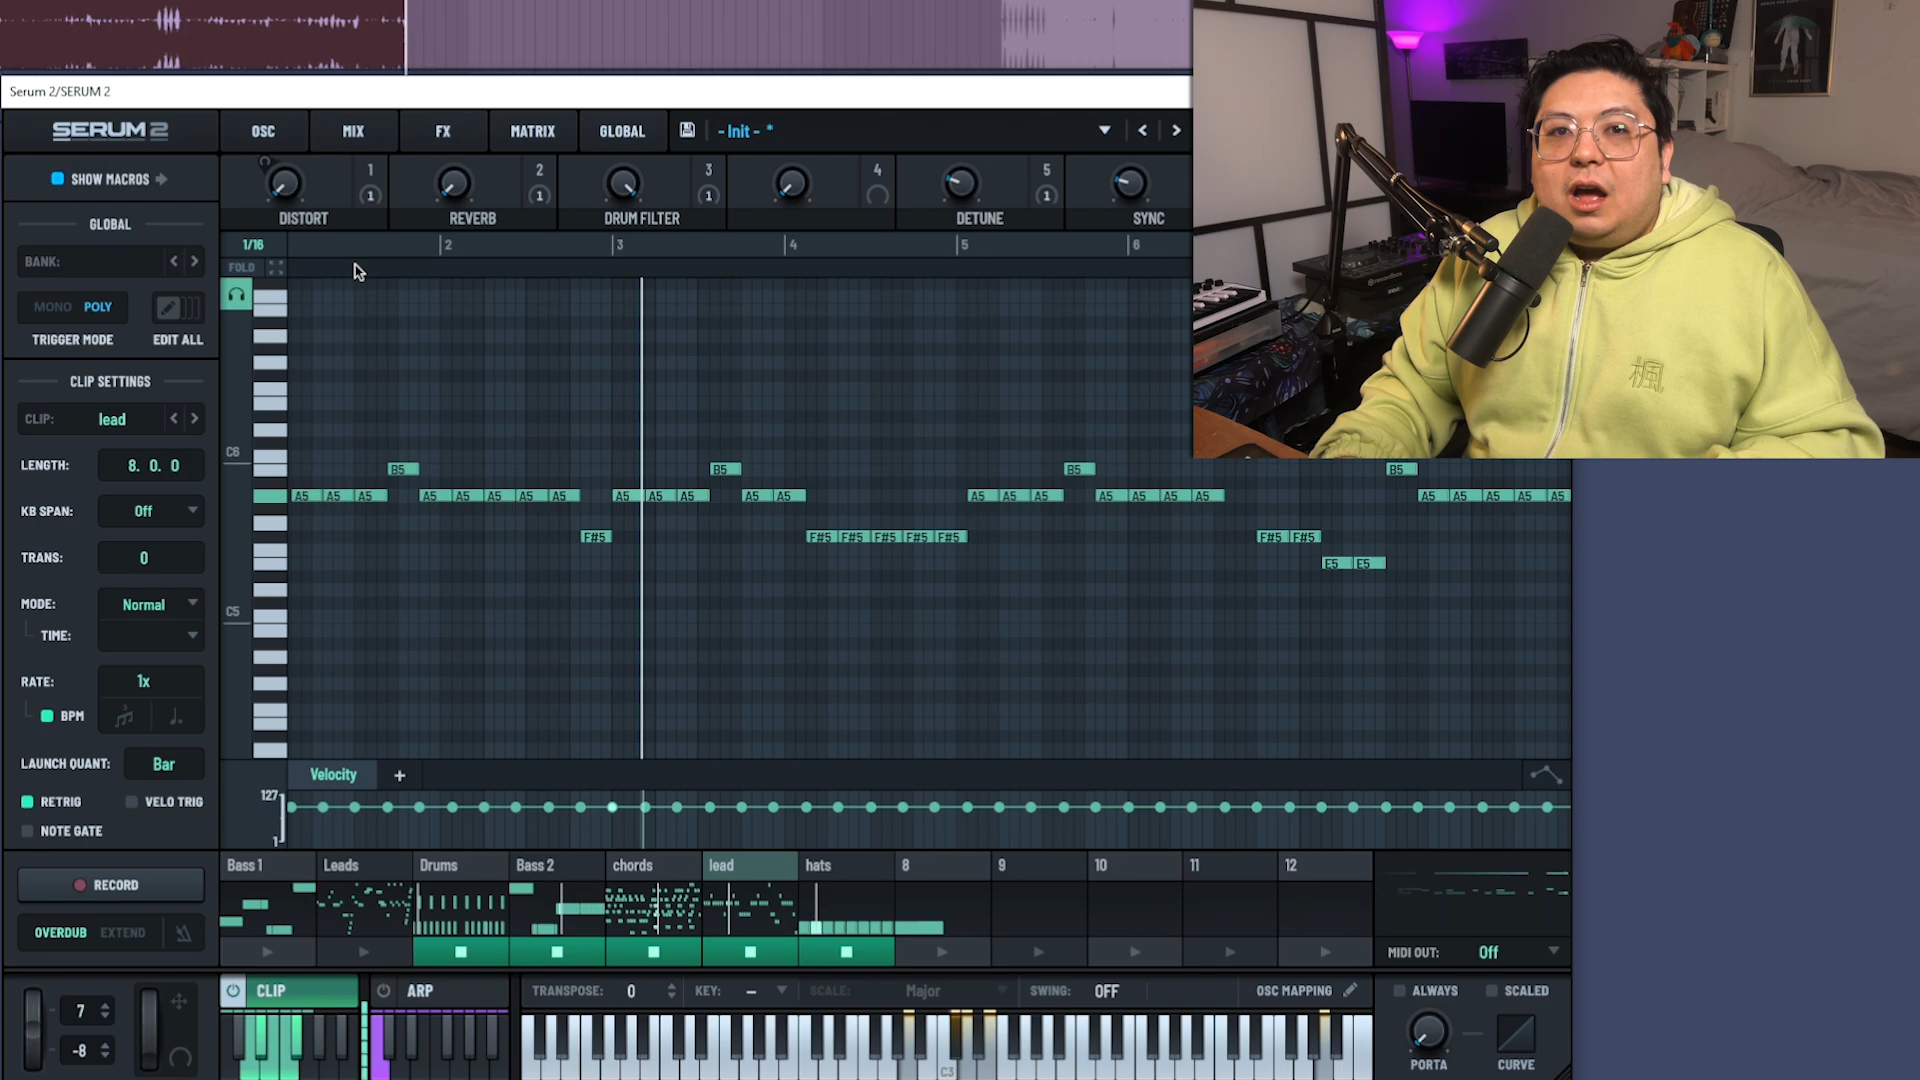 Serum 2/SERUM 2
SERUM 2
OSC
MIX
FX
MATRIX
GLOBAL
- Init - *
SHOW MACROS
1
1
DISTORT
2
1
REVERB
3
1
DRUM FILTER
4
5
1
DETUNE
SYNC
GLOBAL
1/16
2
3
4
5
6
BANK:
FOLD
MONO POLY
TRIGGER MODE
EDIT ALL
CLIP SETTINGS
CLIP: lead
C6
LENGTH: 8. 0. 0
B5 B5 B5 B5
A5 A5 A5 A5 A5 A5 A5 A5 A5 A5 A5 A5 A5 A5 A5 A5 A5 A5 A5 A5 A5 A5 A5 A5 A5
KB SPAN: Off
F#5 F#5 F#5 F#5 F#5 F#5 F#5 F#5
TRANS: 0
E5 E5
MODE: Normal
C5
TIME:
RATE: 1x
BPM
LAUNCH QUANT: Bar
Velocity +
RETRIG VELO TRIG
127
NOTE GATE
1
Bass 1
Leads
Drums
Bass 2
chords
lead
hats
8
9
10
11
12
RECORD
OVERDUB EXTEND
MIDI OUT: Off
CLIP
ARP
TRANSPOSE: 0
KEY: –
SCALE: Major
SWING: OFF
OSC MAPPING
ALWAYS
SCALED
7
-8
C3
PORTA
CURVE
楓